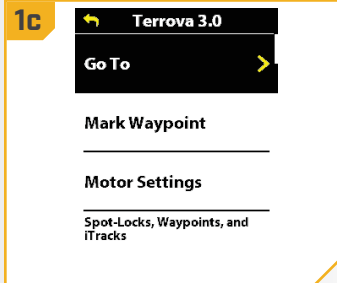 1c
Terrova 3.0
Go To
Mark Waypoint
Motor Settings
Spot-Locks, Waypoints, and
iTracks